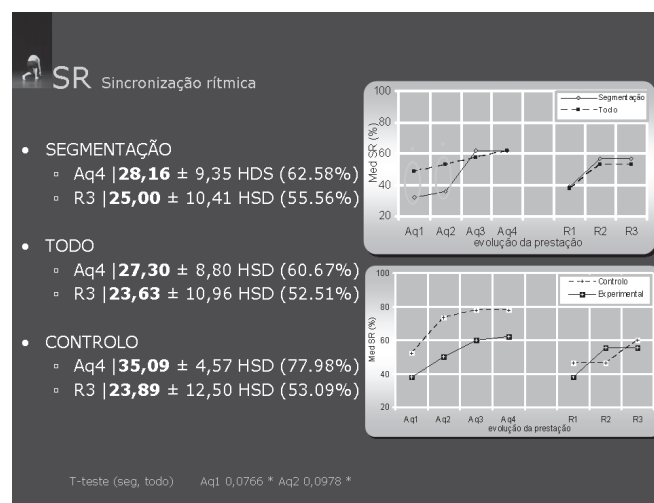 SR Sincronização rítmica
• SEGMENTAÇÃO
▫ Aq4 |28,16 ± 9,35 HDS (62.58%)
▫ R3 |25,00 ± 10,41 HSD (55.56%)
• TODO
▫ Aq4 |27,30 ± 8,80 HSD (60.67%)
▫ R3 |23,63 ± 10,96 HSD (52.51%)
• CONTROLO
▫ Aq4 |35,09 ± 4,57 HSD (77.98%)
▫ R3 |23,89 ± 12,50 HSD (53.09%)
T-teste (seg, todo) Aq1 0,0766 * Aq2 0,0978 *
Med SR (%)
100
80
60
40
20
Segmentação
Todo
Aq1 Aq2 Aq3 Aq4 R1 R2 R3
evolução da prestação
Med SR (%)
100
80
60
40
20
Controlo
Experimental
Aq1 Aq2 Aq3 Aq4 R1 R2 R3
evolução da prestação